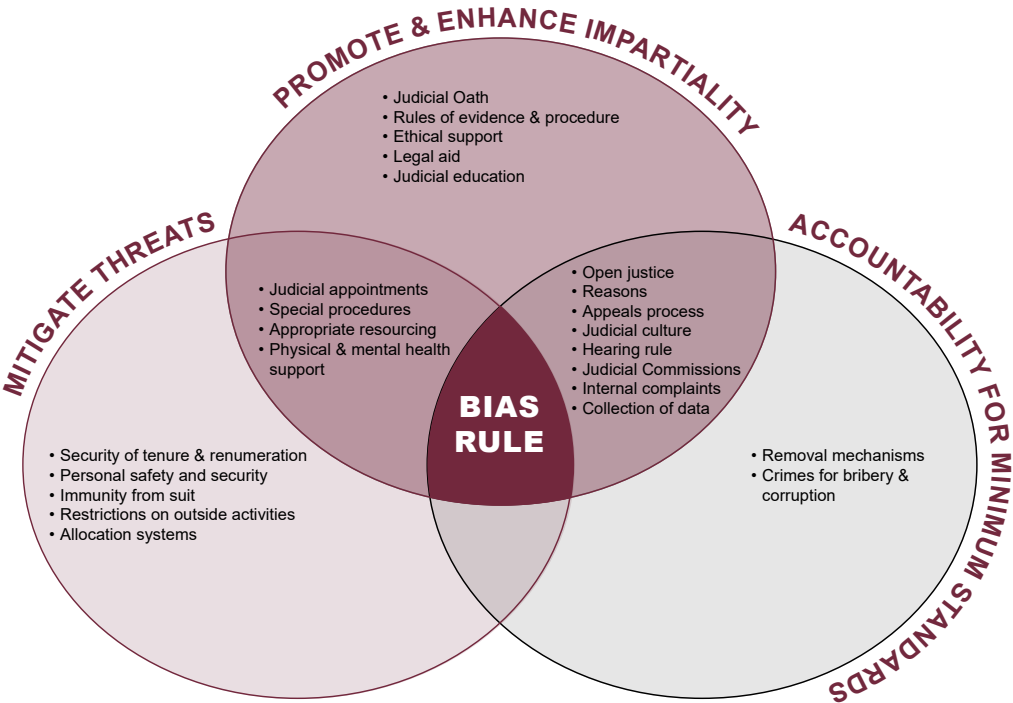 PROMOTE & ENHANCE IMPARTIALITY
• Judicial Oath
• Rules of evidence & procedure
• Ethical support
• Legal aid
• Judicial education
MITIGATE THREATS
ACCOUNTABILITY FOR MINIMUM STANDARDS
• Judicial appointments
• Special procedures
• Appropriate resourcing
• Physical & mental health
support
• Open justice
• Reasons
• Appeals process
• Judicial culture
• Hearing rule
• Judicial Commissions
• Internal complaints
• Collection of data
BIAS
RULE
• Security of tenure & renumeration
• Personal safety and security
• Immunity from suit
• Restrictions on outside activities
• Allocation systems
• Removal mechanisms
• Crimes for bribery &
corruption